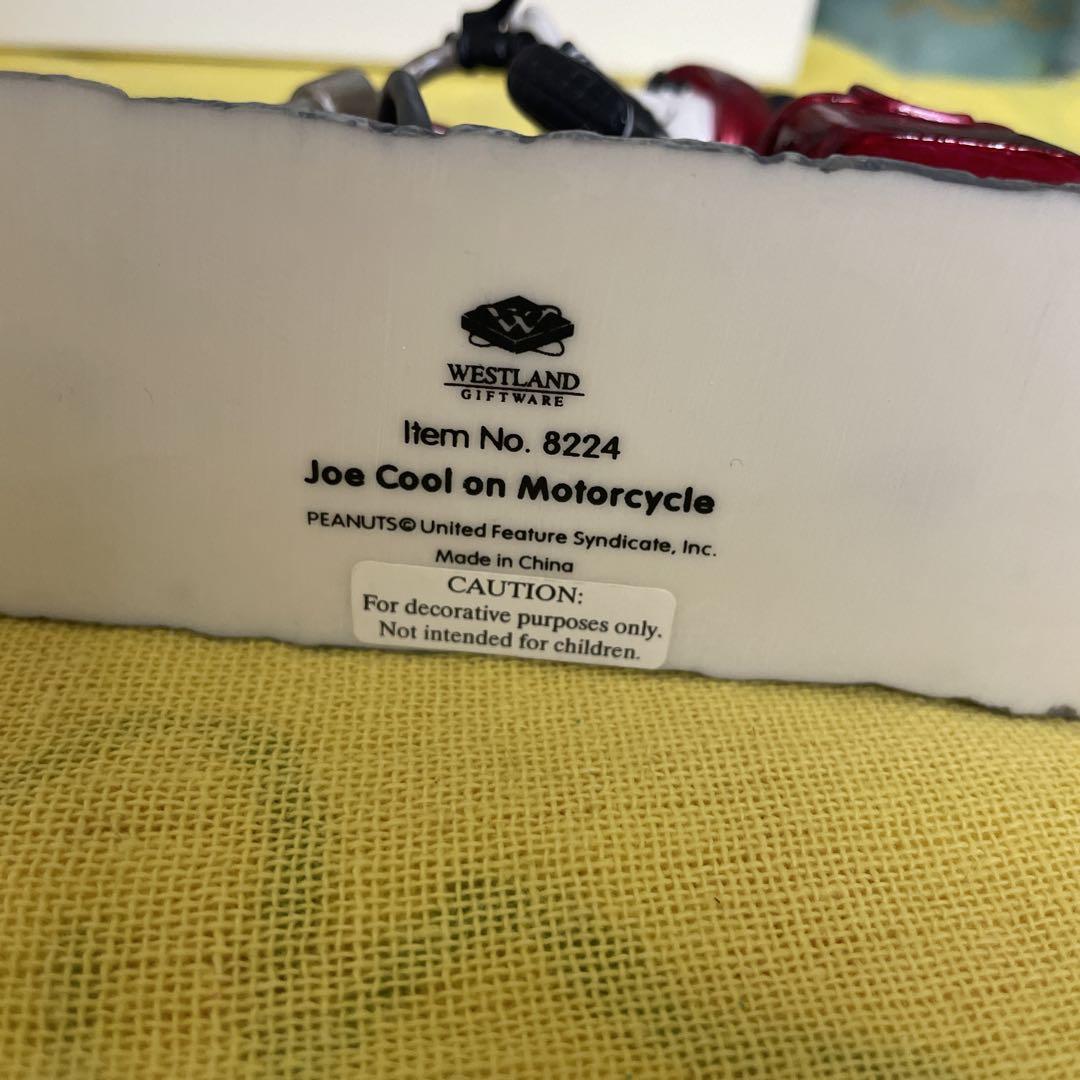 W
WESTLAND
GIFTWARE
Item No. 8224
Joe Cool on Motorcycle
PEANUTS© United Feature Syndicate, Inc.
Made in China
CAUTION:
For decorative purposes only.
Not intended for children.